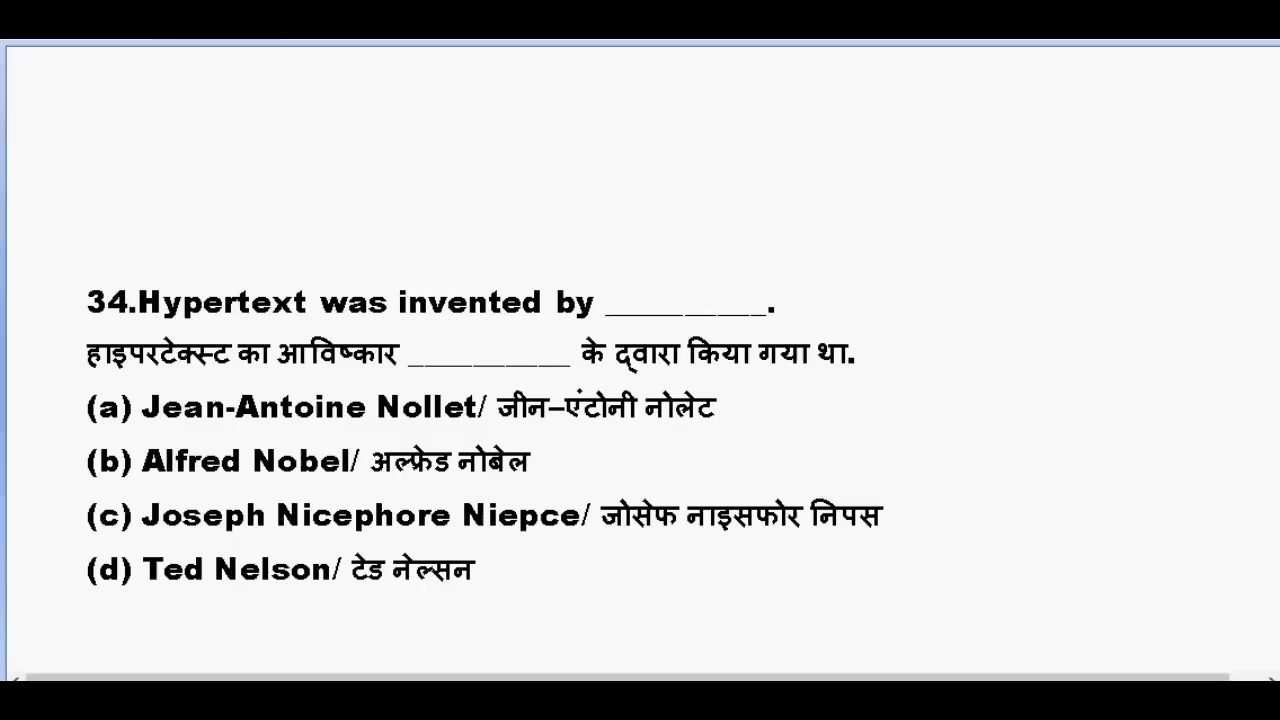 34.Hypertext was invented by __________.
हाइपरटेक्स्ट का आविष्कार __________ के द्वारा किया गया था.
(a) Jean-Antoine Nollet/ जीन–एंटोनी नोलेट
(b) Alfred Nobel/ अल्फ्रेड नोबेल
(c) Joseph Nicephore Niepce/ जोसेफ नाइसफोर निपस
(d) Ted Nelson/ टेड नेल्सन